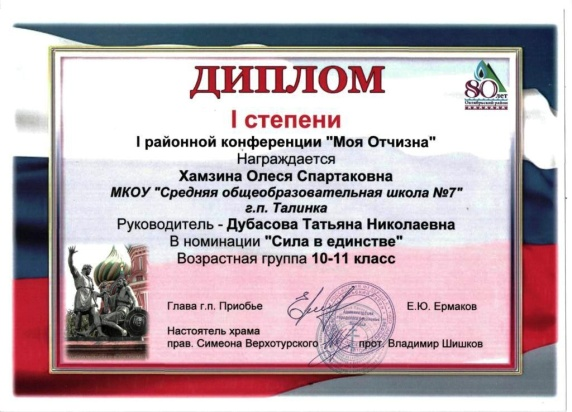 ДИПЛОМ
80 лет
Октябрьский район
I степени
I районной конференции "Моя Отчизна"
Награждается
Хамзина Олеся Спартаковна
МКОУ "Средняя общеобразовательная школа №7"
г.п. Талинка
Руководитель - Дубасова Татьяна Николаевна
В номинации "Сила в единстве"
Возрастная группа 10-11 класс
Глава г.п. Приобье Е.Ю. Ермаков
Настоятель храма
прав. Симеона Верхотурского прот. Владимир Шишков